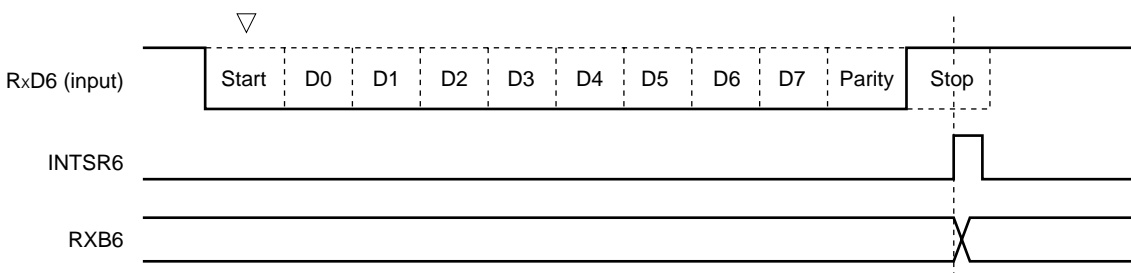 RxD6 (input) Start D0 D1 D2 D3 D4 D5 D6 D7 Parity Stop
INTSR6
RXB6